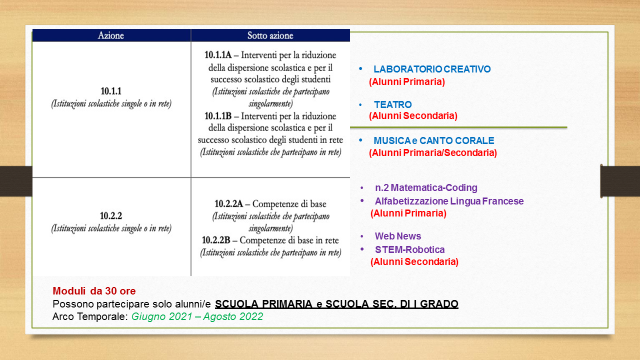 Azione
Sotto azione
10.1.1
(Istituzioni scolastiche singole o in rete)
10.1.1A – Interventi per la riduzione
della dispersione scolastica e per il
successo scolastico degli studenti
(Istituzioni scolastiche che partecipano
singolarmente)
10.1.1B – Interventi per la riduzione
della dispersione scolastica e per il
successo scolastico degli studenti in rete
(Istituzioni scolastiche che partecipano in rete)
• LABORATORIO CREATIVO
(Alunni Primaria)
• TEATRO
(Alunni Secondaria)
• MUSICA e CANTO CORALE
(Alunni Primaria/Secondaria)
10.2.2
(Istituzioni scolastiche singole o in rete)
10.2.2A – Competenze di base
(Istituzioni scolastiche che partecipano
singolarmente)
10.2.2B – Competenze di base in rete
(Istituzioni scolastiche che partecipano in rete)
• n.2 Matematica-Coding
• Alfabetizzazione Lingua Francese
(Alunni Primaria)
• Web News
• STEM-Robotica
(Alunni Secondaria)
Moduli da 30 ore
Possono partecipare solo alunni/e SCUOLA PRIMARIA e SCUOLA SEC. DI I GRADO
Arco Temporale: Giugno 2021 – Agosto 2022